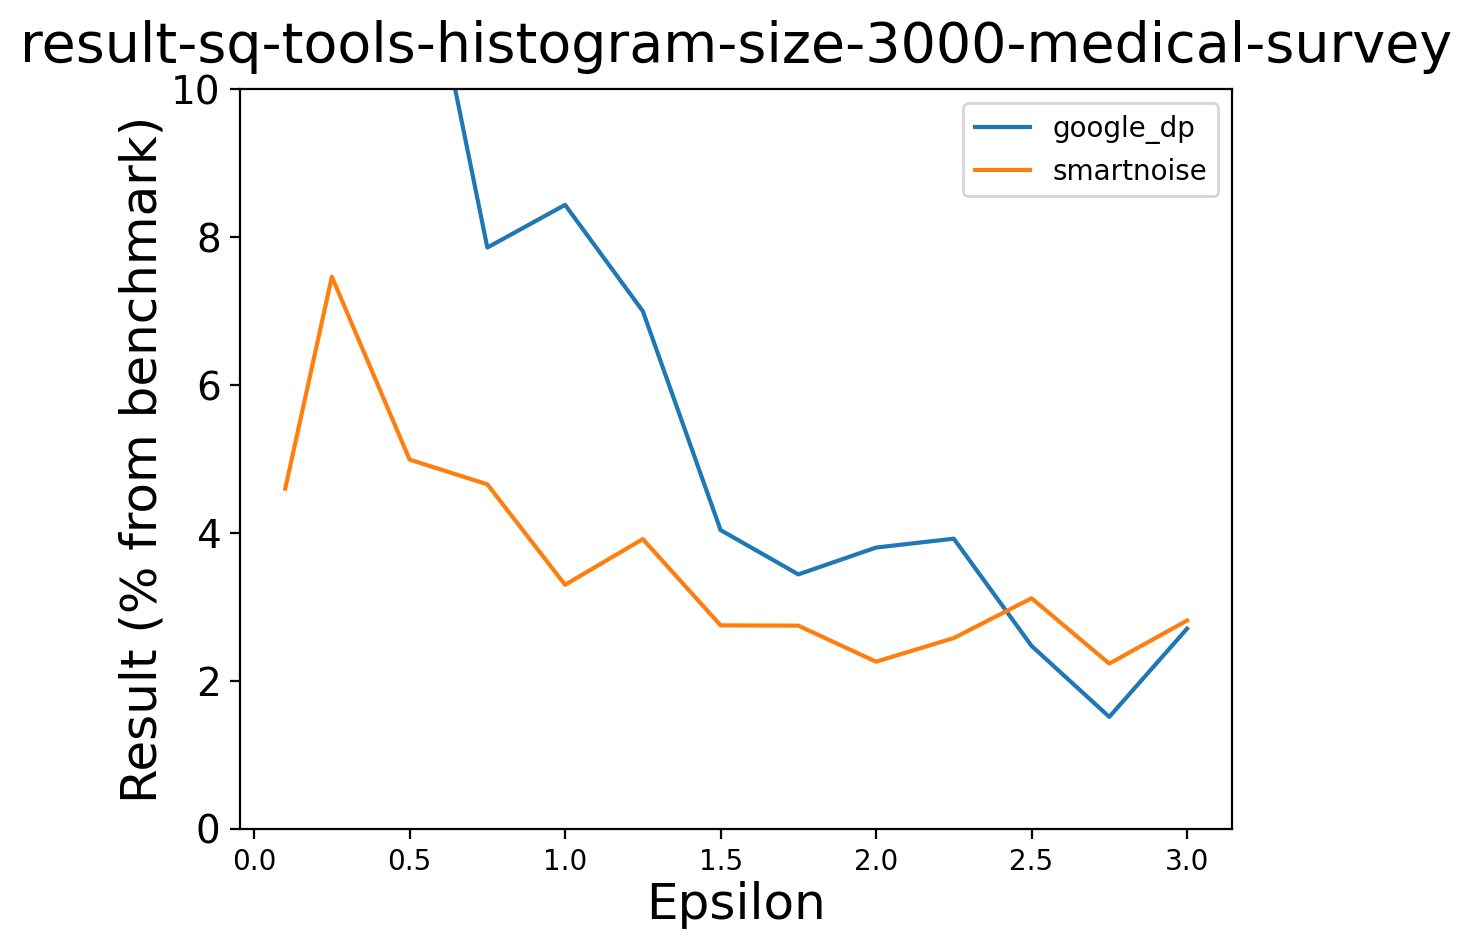 result-sq-tools-histogram-size-3000-medical-survey
Result (% from benchmark)
10
8
6
4
2
0
google_dp
smartnoise
0.0 0.5 1.0 1.5 2.0 2.5 3.0
Epsilon